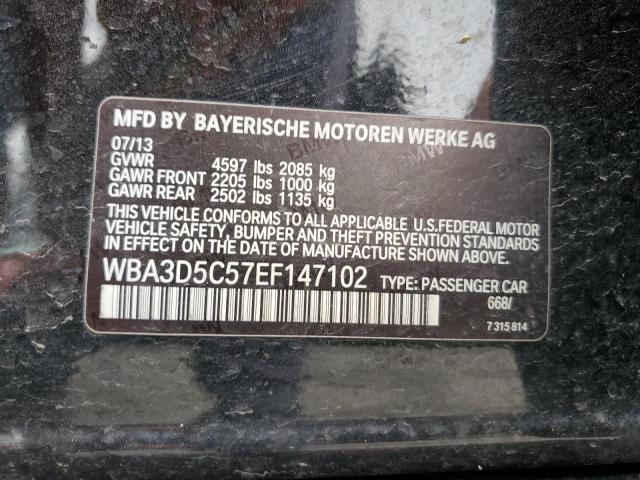 MFD BY BAYERISCHE MOTOREN WERKE AG
07/13
GVWR 4597 lbs 2085 kg
GAWR FRONT 2205 lbs 1000 kg
GAWR REAR 2502 lbs 1135 kg
THIS VEHICLE CONFORMS TO ALL APPLICABLE U.S.FEDERAL MOTOR
VEHICLE SAFETY, BUMPER AND THEFT PREVENTION STANDARDS
IN EFFECT ON THE DATE OF MANUFACTURE SHOWN ABOVE.
WBA3D5C57EF147102 TYPE: PASSENGER CAR
668/
7 315 814